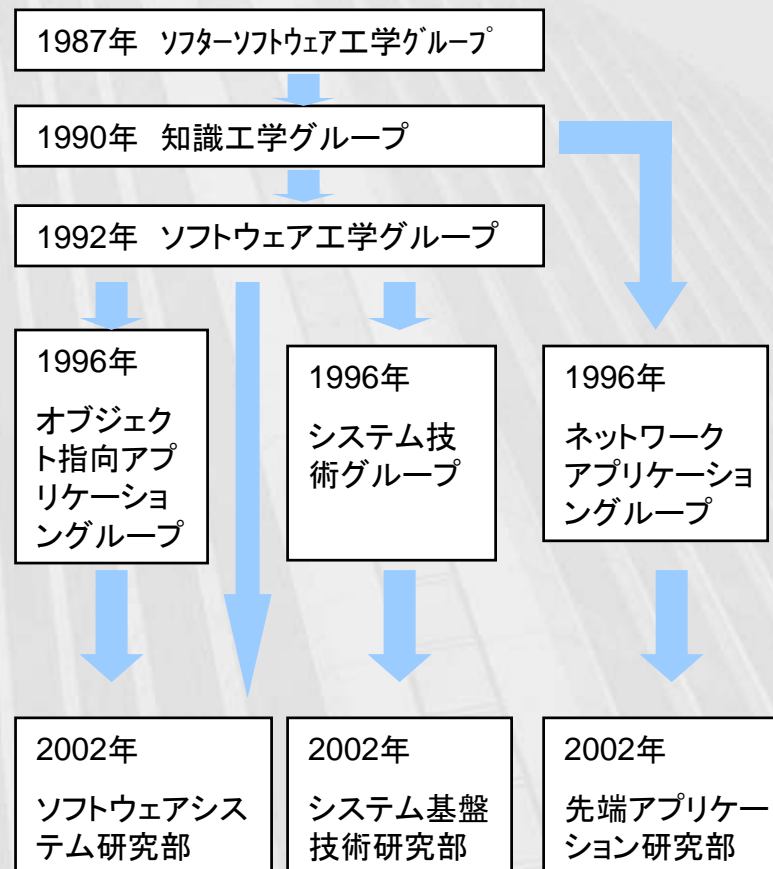 1987年 ｿﾌﾀｰｿﾌﾄｳｪｱ工学ｸﾞﾙｰﾌﾟ
1990年 知識工学グループ
1992年 ソフトウェア工学グループ
1996年
オブジェク
ト指向アプ
リケーショ
ングループ
1996年
システム技
術グループ
1996年
ネットワーク
アプリケーショ
ングループ
2002年
ソフトウェアシス
テム研究部
2002年
システム基盤
技術研究部
2002年
先端アプリケー
ション研究部